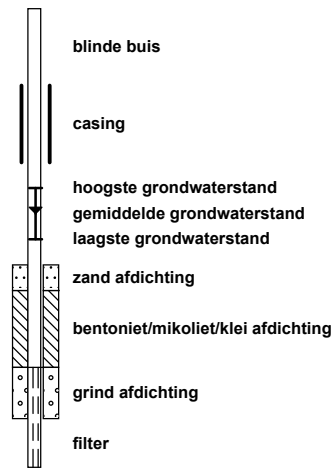 blinde buis
casing
hoogste grondwaterstand
gemiddelde grondwaterstand
laagste grondwaterstand
zand afdichting
bentoniet/mikoliet/klei afdichting
grind afdichting
filter